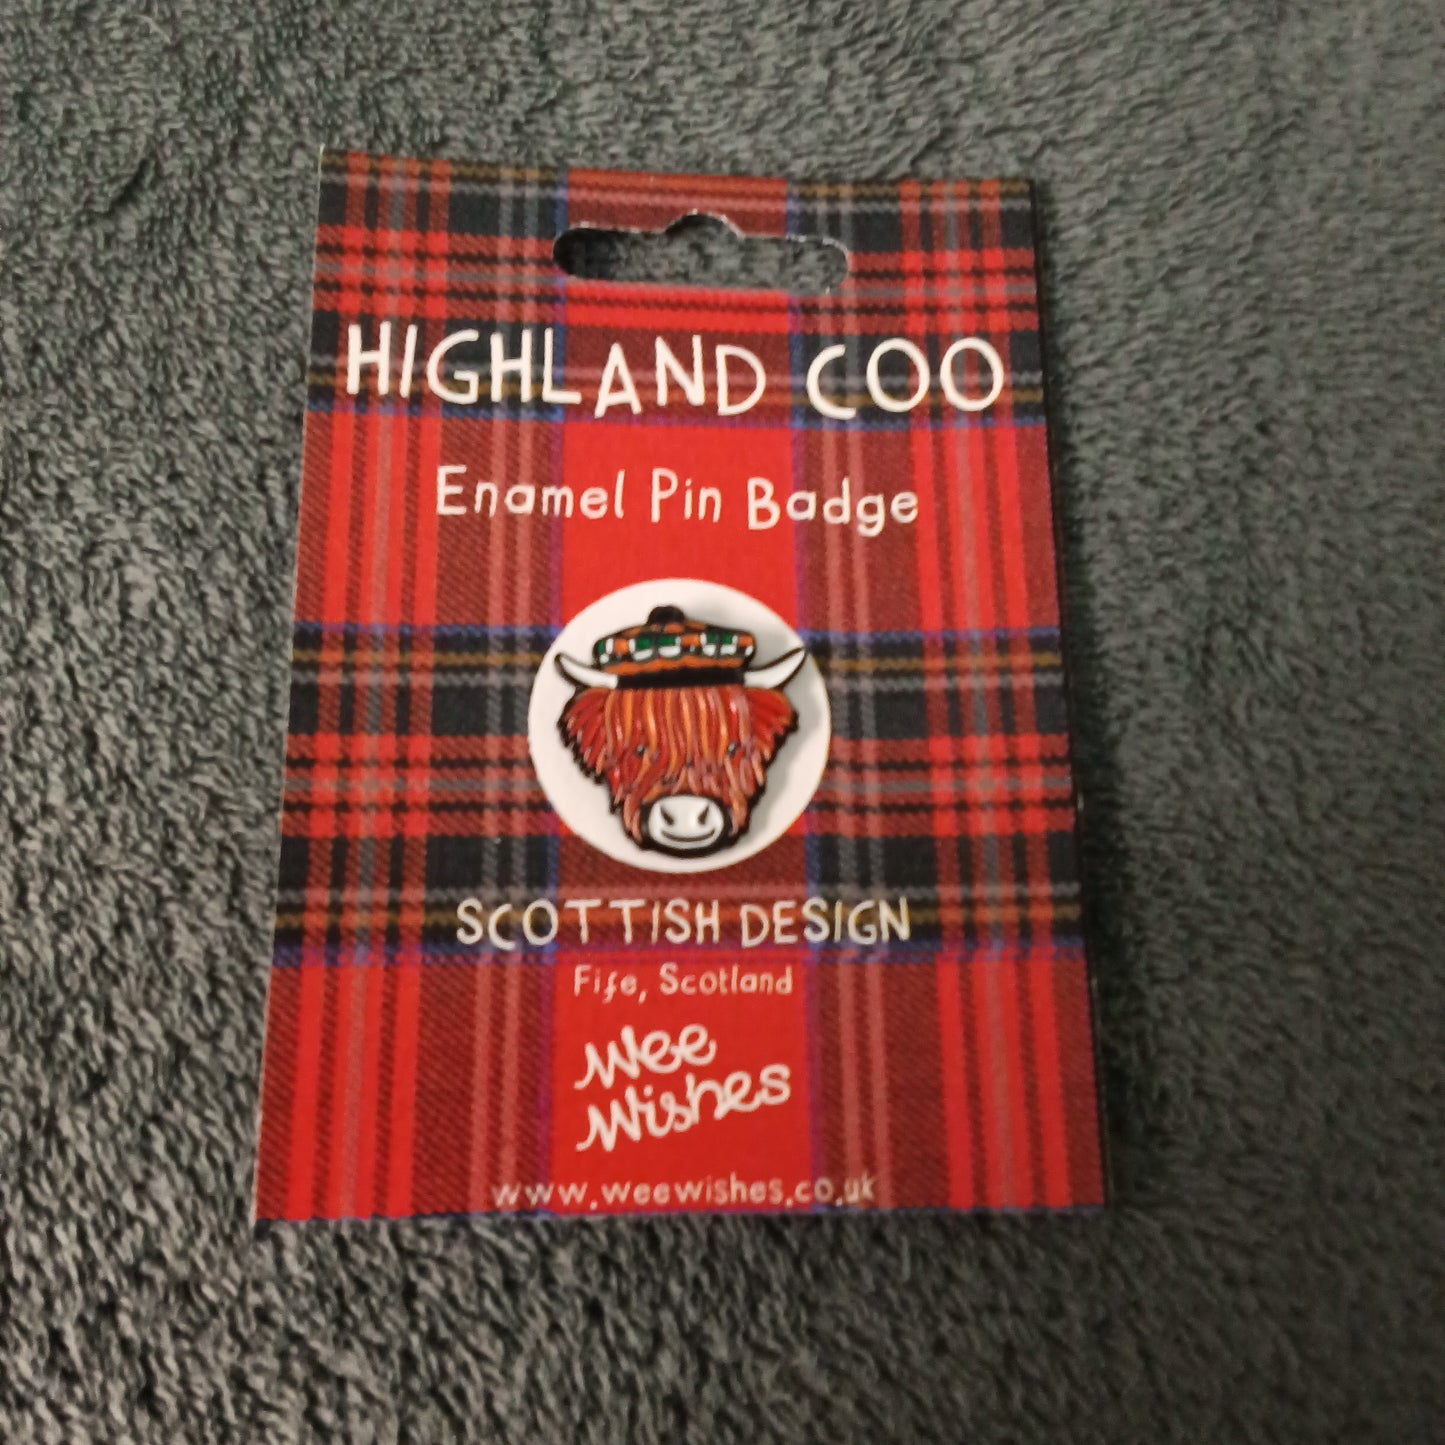 HIGHLAND COO
Enamel Pin Badge
SCOTTISH DESIGN
Fife, Scotland
Wee
Wishes
www.weewishes.co.uk